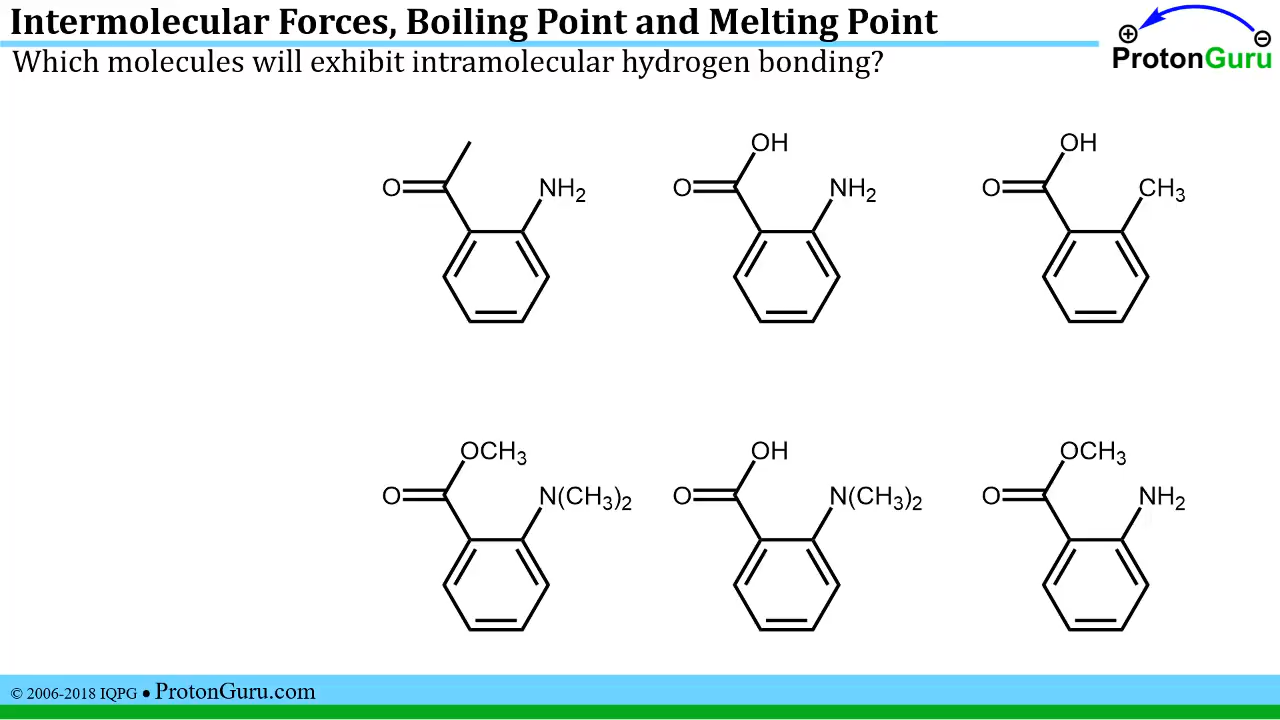 Intermolecular Forces, Boiling Point and Melting Point
⊕ ⊖
ProtonGuru
Which molecules will exhibit intramolecular hydrogen bonding?
O NH₂
OH
O NH₂
OH
O CH₃
OCH₃
O N(CH₃)₂
OH
O N(CH₃)₂
OCH₃
O NH₂
© 2006-2018 IQPG ● ProtonGuru.com